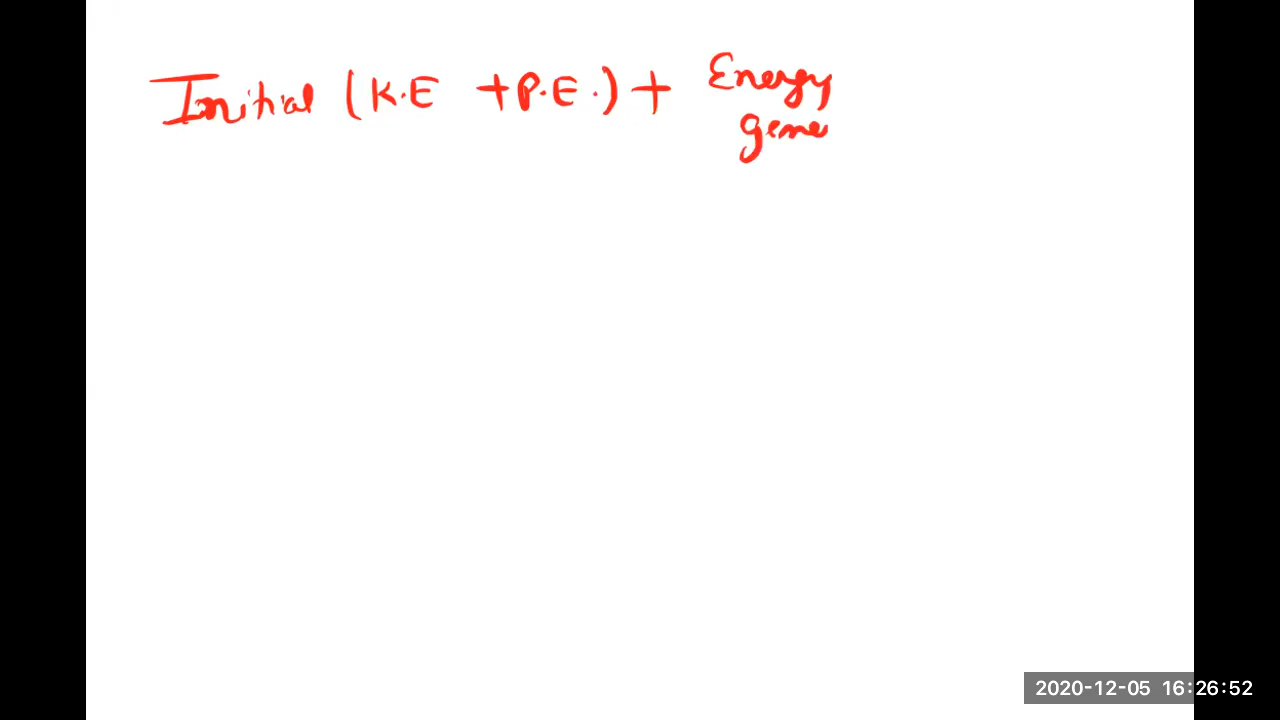 Initial (K.E + P.E.) + Energy
gene
2020-12-05 16:26:52